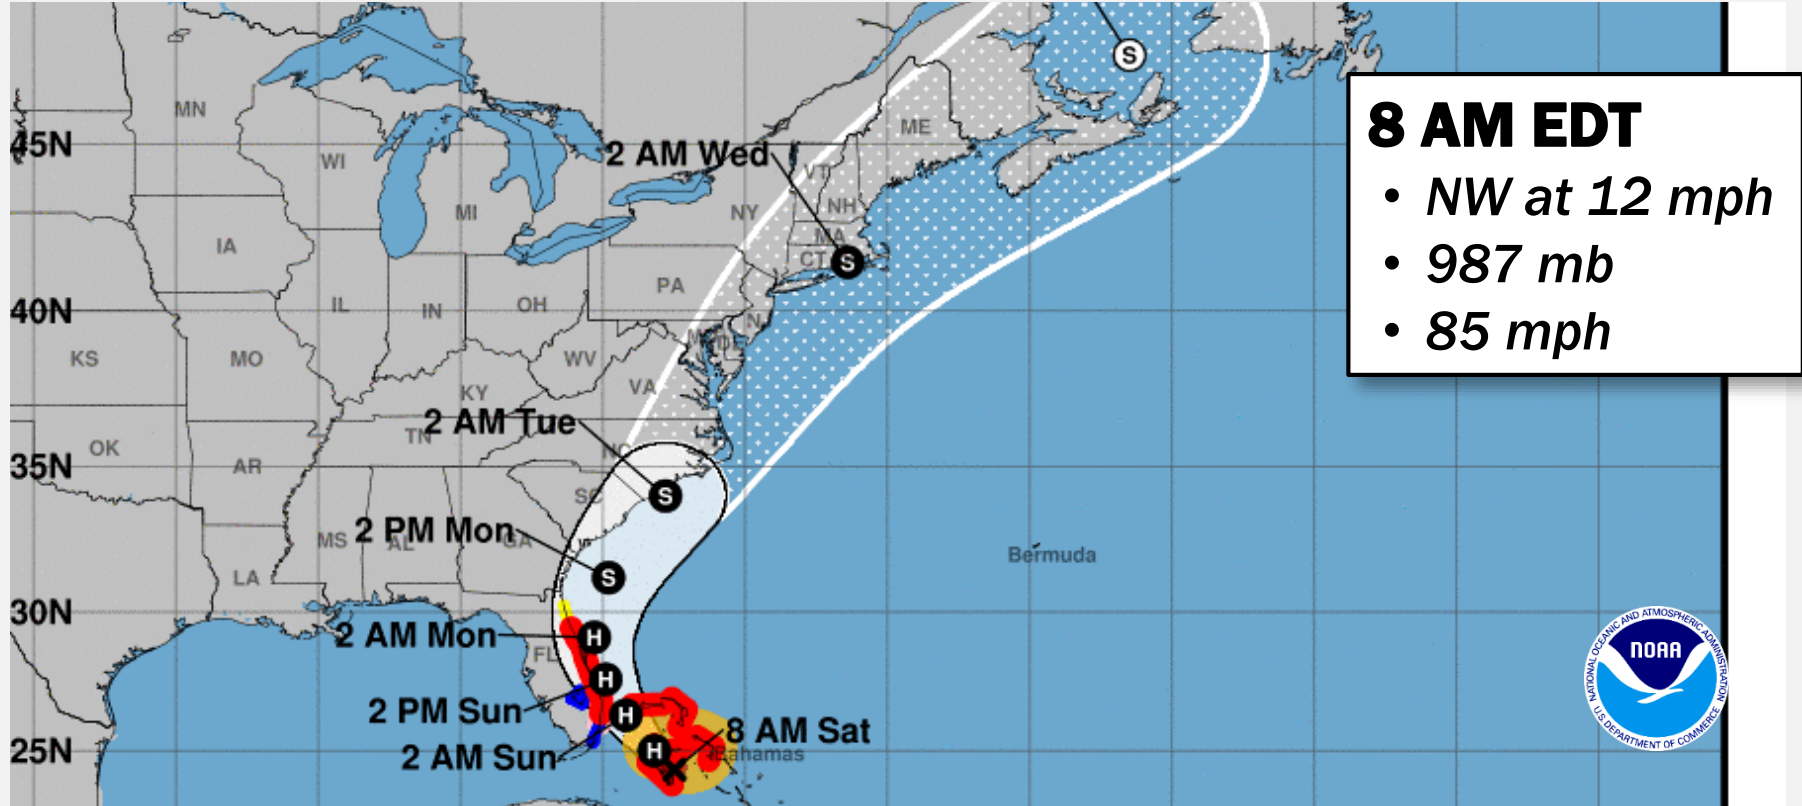 S
MN
ME
8 AM EDT
45N
2 AM Wed
WI
VT
• NW at 12 mph
MI
NY
NH
MA
IA
CT
S
• 987 mb
PA
40N
IL
IN
OH
N
• 85 mph
DE
KS
MO
WV
VA
KY
2 AM Tue
TN
OK
NC
35N
AR
SC
S
2 PM Mon
MS
AL
GA
Bermuda
LA
S
30N
2 AM Mon
H
FL
NATIONAL OCEANIC AND ATMOSPHERIC ADMINISTRATION
NOAA
U.S. DEPARTMENT OF COMMERCE
H
2 PM Sun
H
8 AM Sat
25N
2 AM Sun
H
Bahamas